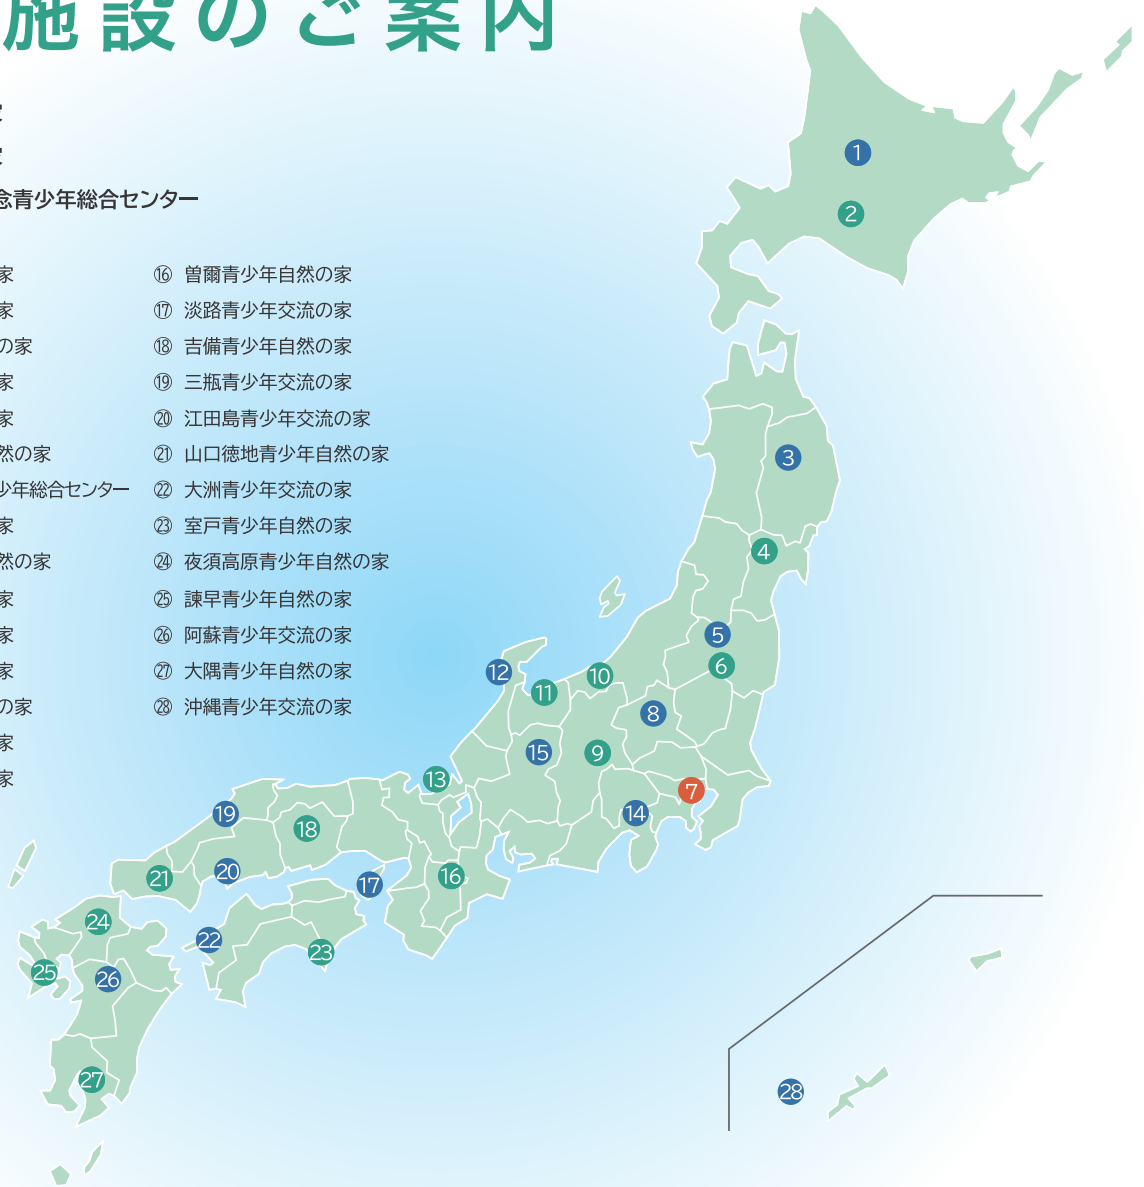 施設のご案内
家
家
念青少年総合センター
家
家
の家
家
家
然の家
少年総合センター
家
然の家
家
家
家
の家
家
家
⑯ 曽爾青少年自然の家
⑰ 淡路青少年交流の家
⑱ 吉備青少年自然の家
⑲ 三瓶青少年交流の家
⑳ 江田島青少年交流の家
㉑ 山口徳地青少年自然の家
㉒ 大洲青少年交流の家
㉓ 室戸青少年自然の家
㉔ 夜須高原青少年自然の家
㉕ 諫早青少年自然の家
㉖ 阿蘇青少年交流の家
㉗ 大隅青少年自然の家
㉘ 沖縄青少年交流の家
1
2
3
4
5
6
12
10
11
8
15
9
13
7
14
19
18
20
21
16
17
24
22
23
25
26
27
28